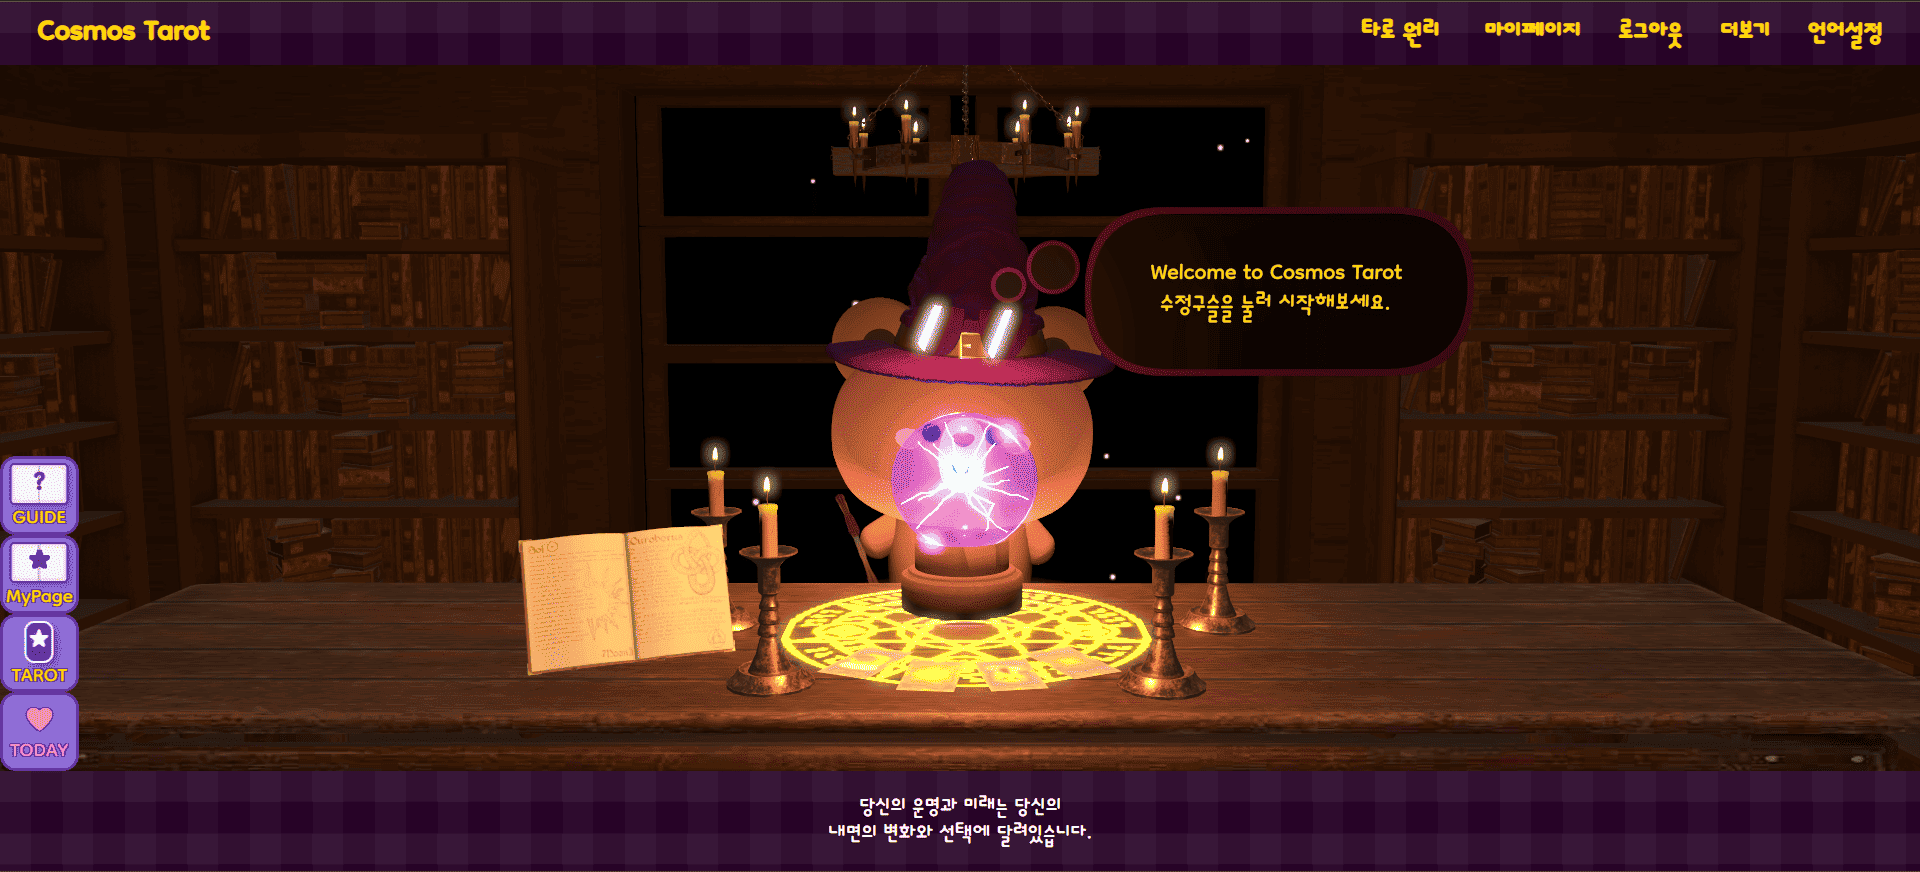 Cosmos Tarot
타로 원리
마이페이지
로그아웃
더보기
언어설정
Welcome to Cosmos Tarot
수정구슬을 눌러 시작해보세요.
?
GUIDE
MyPage
TAROT
TODAY
당신의 운명과 미래는 당신의
내면의 변화와 선택에 달려있습니다.